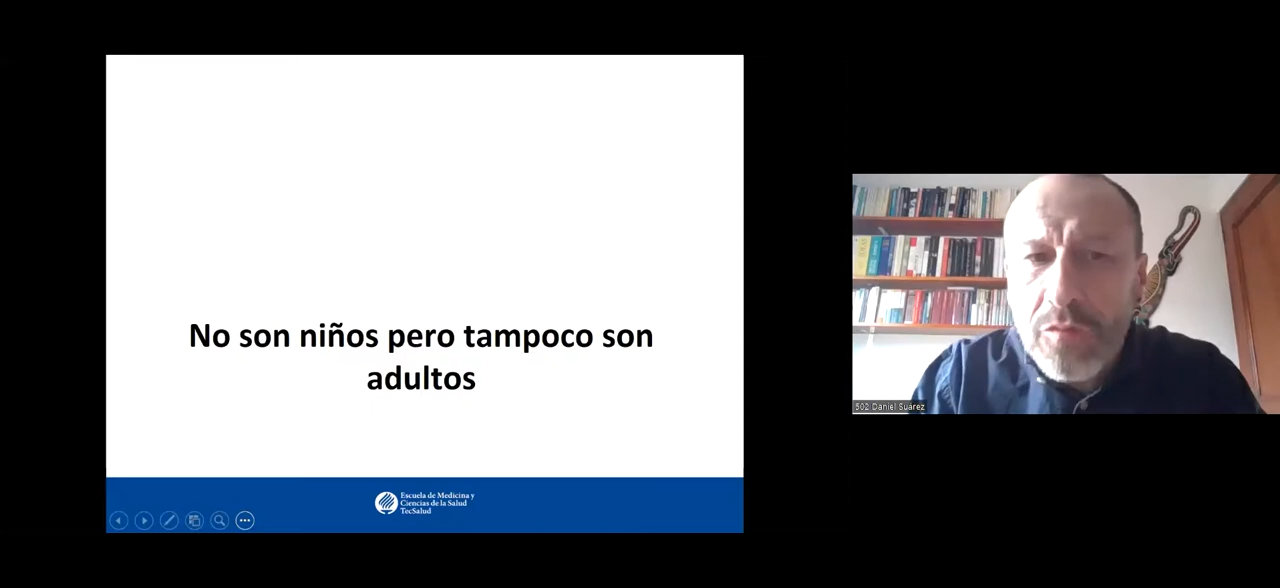 No son niños pero tampoco son
adultos
Escuela de Medicina y
Ciencias de la Salud
TecSalud
502 Daniel Suárez